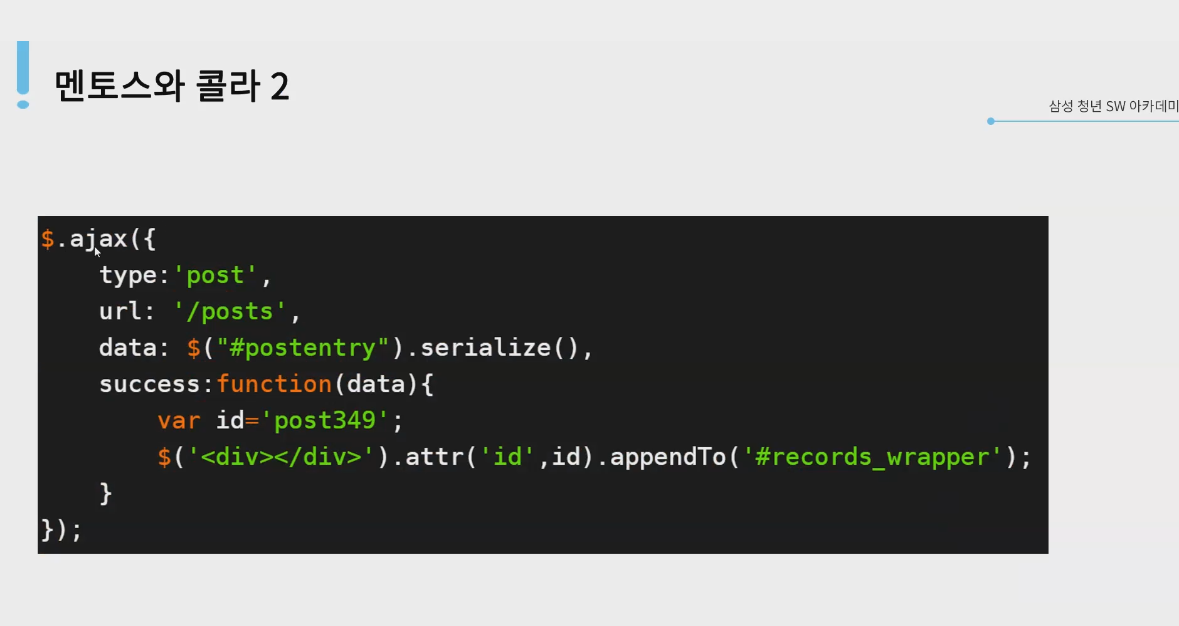 멘토스와 콜라 2
삼성 청년 SW 아카데미
$.ajax({
    type:'post',
    url: '/posts',
    data: $("#postentry").serialize(),
    success:function(data){
        var id='post349';
        $('<div></div>').attr('id',id).appendTo('#records_wrapper');
    }
});